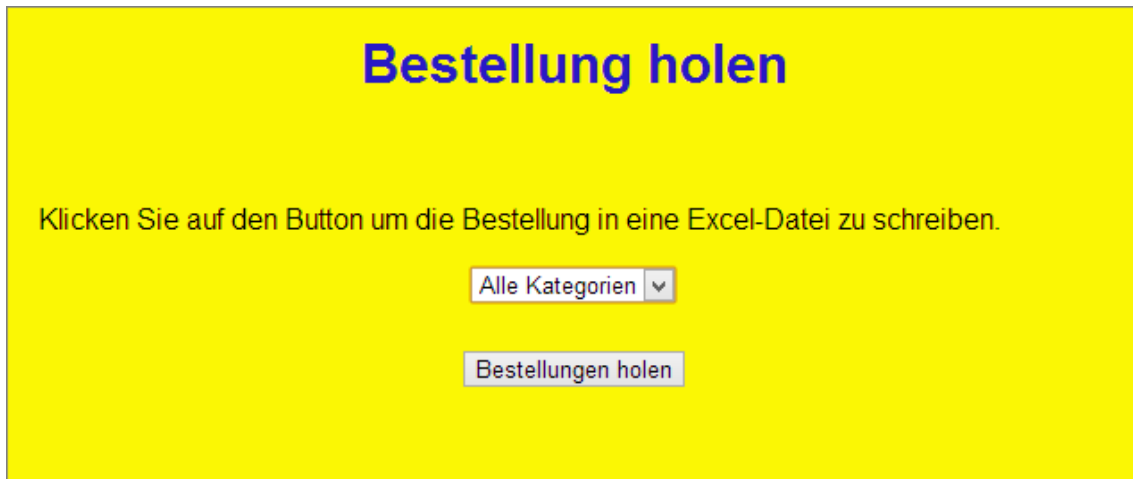 Bestellung holen
Klicken Sie auf den Button um die Bestellung in eine Excel-Datei zu schreiben.
Alle Kategorien
Bestellungen holen